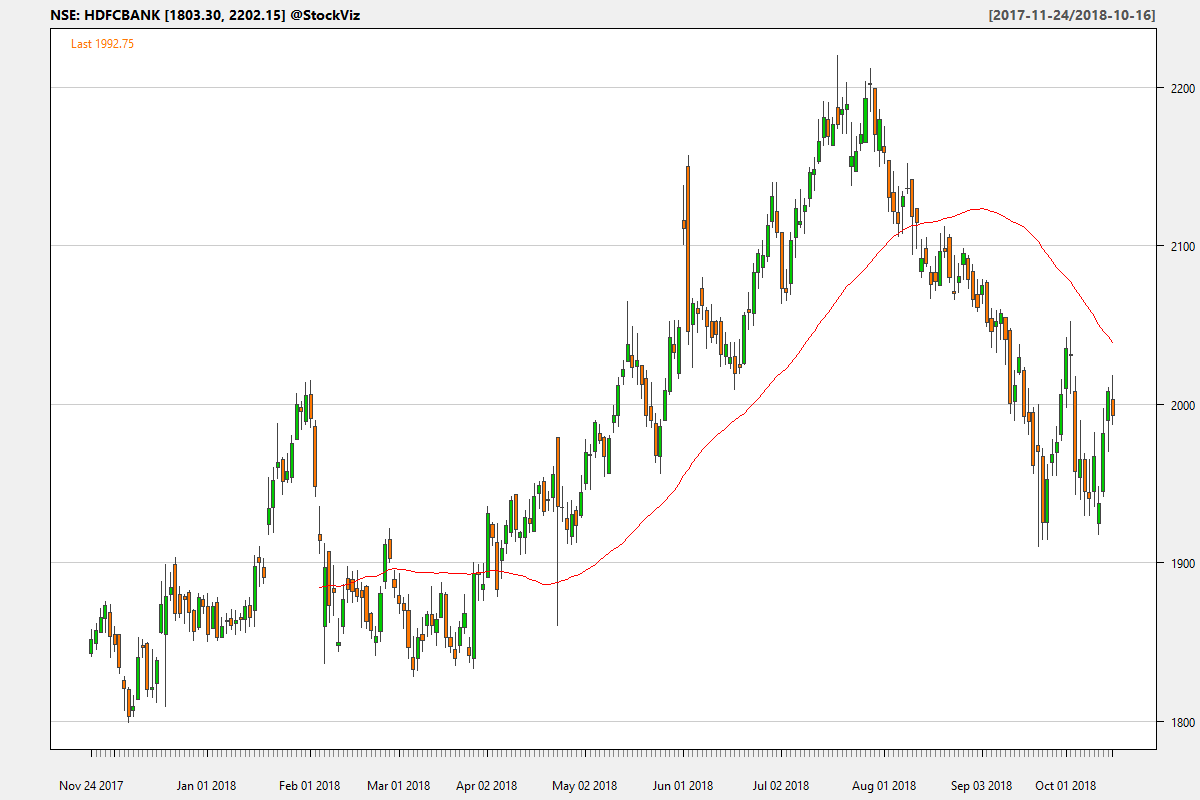 NSE: HDFCBANK [1803.30, 2202.15] @StockViz
[2017-11-24/2018-10-16]
Last 1992.75
2200
2100
2000
1900
1800
Nov 24 2017
Jan 01 2018
Feb 01 2018
Mar 01 2018
Apr 02 2018
May 02 2018
Jun 01 2018
Jul 02 2018
Aug 01 2018
Sep 03 2018
Oct 01 2018